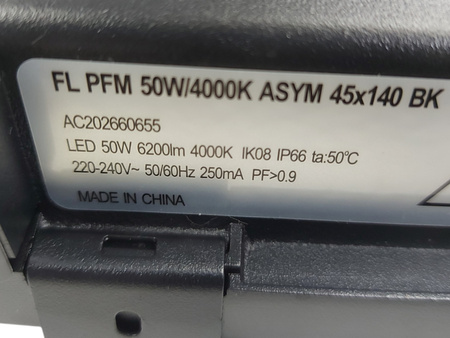 FL PFM 50W/4000K ASYM 45x140 BK
AC202660655
LED 50W 6200lm 4000K IK08 IP66 ta:50°C
220-240V~ 50/60Hz 250mA PF>0.9
MADE IN CHINA